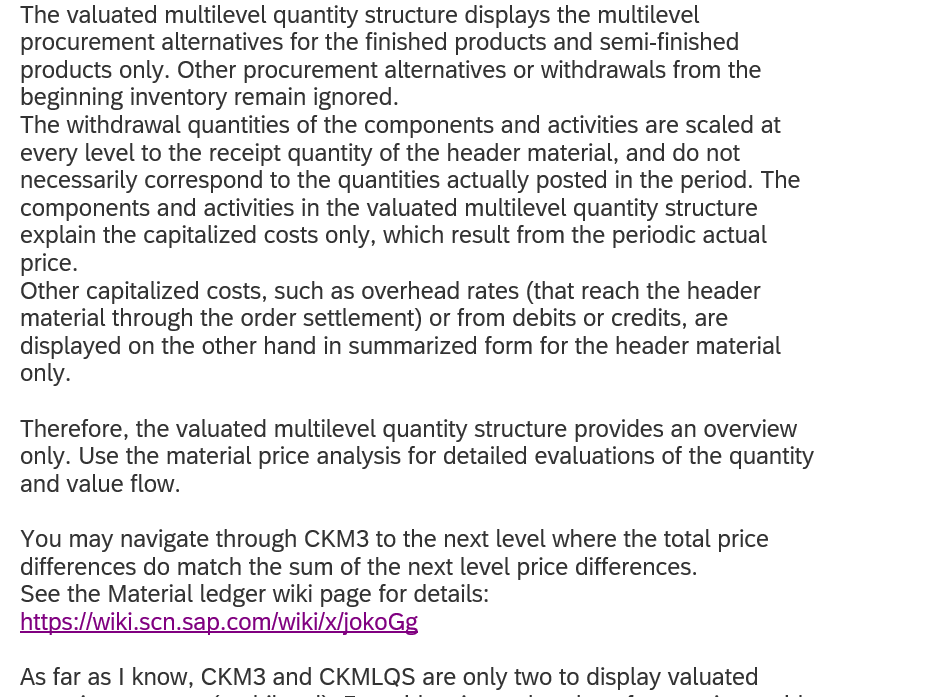 The valuated multilevel quantity structure displays the multilevel
procurement alternatives for the finished products and semi-finished
products only. Other procurement alternatives or withdrawals from the
beginning inventory remain ignored.
The withdrawal quantities of the components and activities are scaled at
every level to the receipt quantity of the header material, and do not
necessarily correspond to the quantities actually posted in the period. The
components and activities in the valuated multilevel quantity structure
explain the capitalized costs only, which result from the periodic actual
price.
Other capitalized costs, such as overhead rates (that reach the header
material through the order settlement) or from debits or credits, are
displayed on the other hand in summarized form for the header material
only.
Therefore, the valuated multilevel quantity structure provides an overview
only. Use the material price analysis for detailed evaluations of the quantity
and value flow.
You may navigate through CKM3 to the next level where the total price
differences do match the sum of the next level price differences.
See the Material ledger wiki page for details:
https://wiki.scn.sap.com/wiki/x/jokoGg
As far as I know, CKM3 and CKMLQS are only two to display valuated